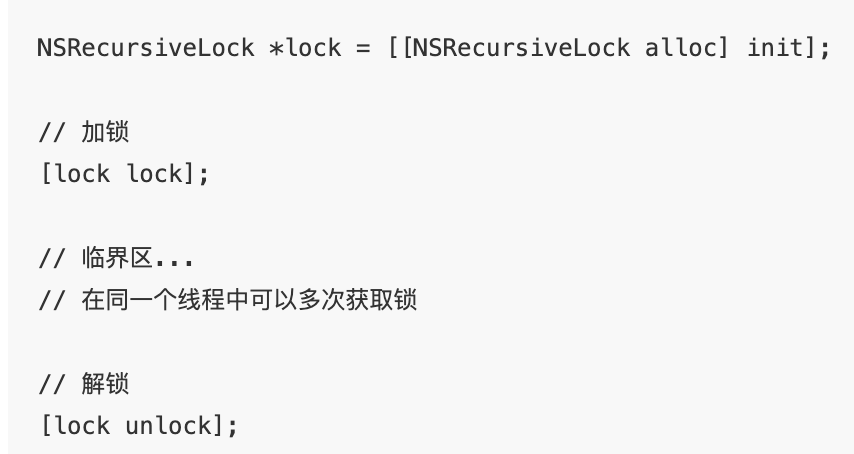 NSRecursiveLock *lock = [[NSRecursiveLock alloc] init];
// 加锁
[lock lock];
// 临界区...
// 在同一个线程中可以多次获取锁
// 解锁
[lock unlock];